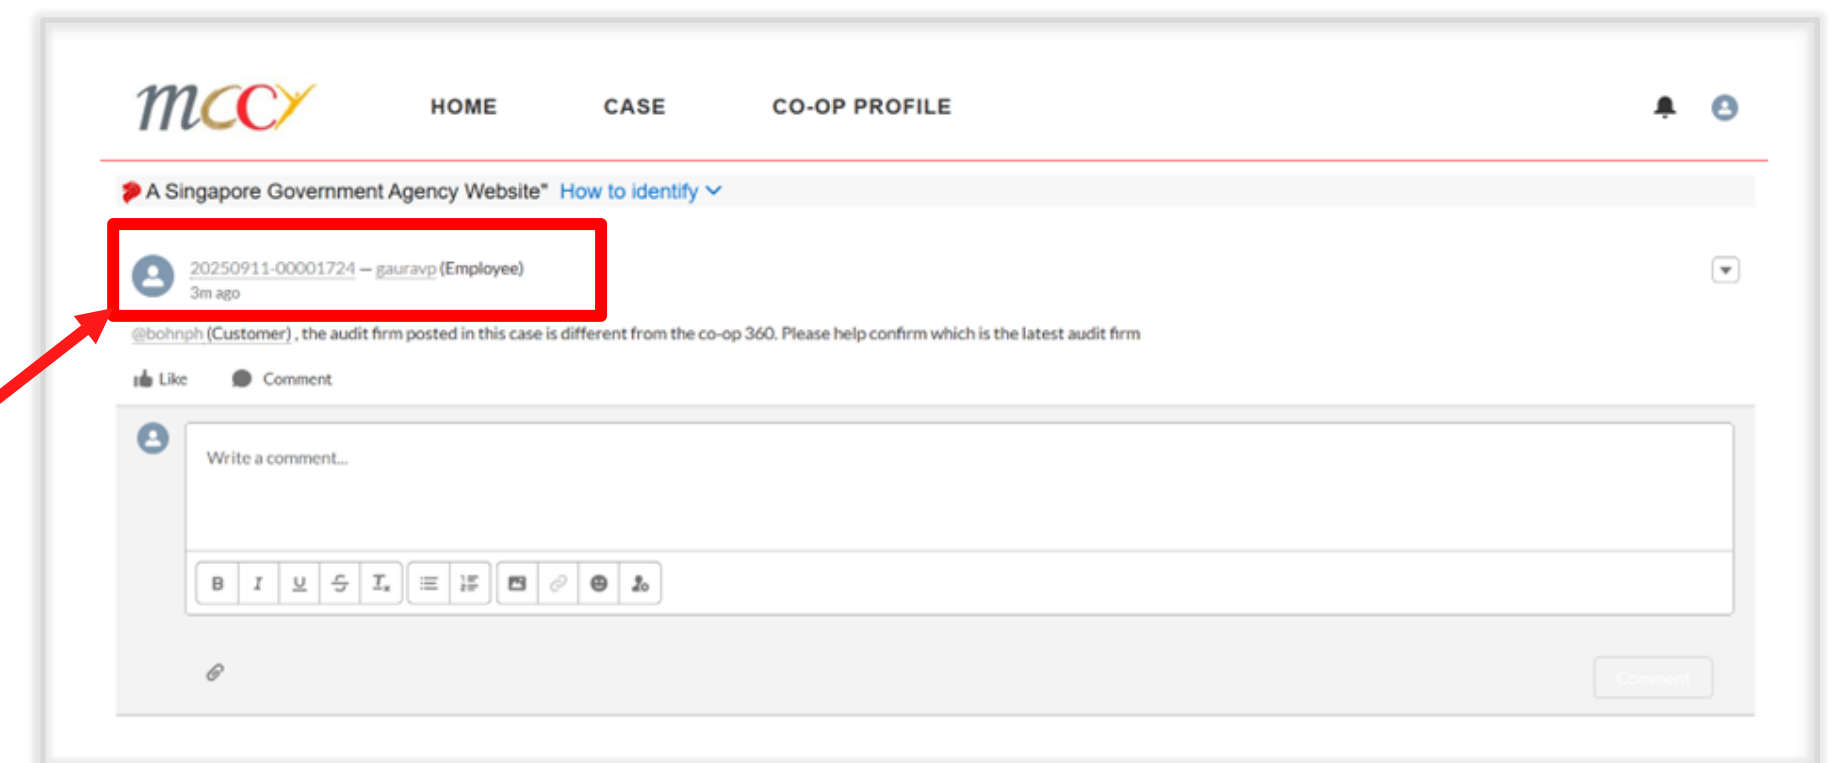 mccy
HOME CASE CO-OP PROFILE
A Singapore Government Agency Website" How to identify
20250911-00001724 — gauravp (Employee)
3m ago
@bohnph (Customer) , the audit firm posted in this case is different from the co-op 360. Please help confirm which is the latest audit firm
Like Comment
Write a comment...
B I U S Tx
Comment